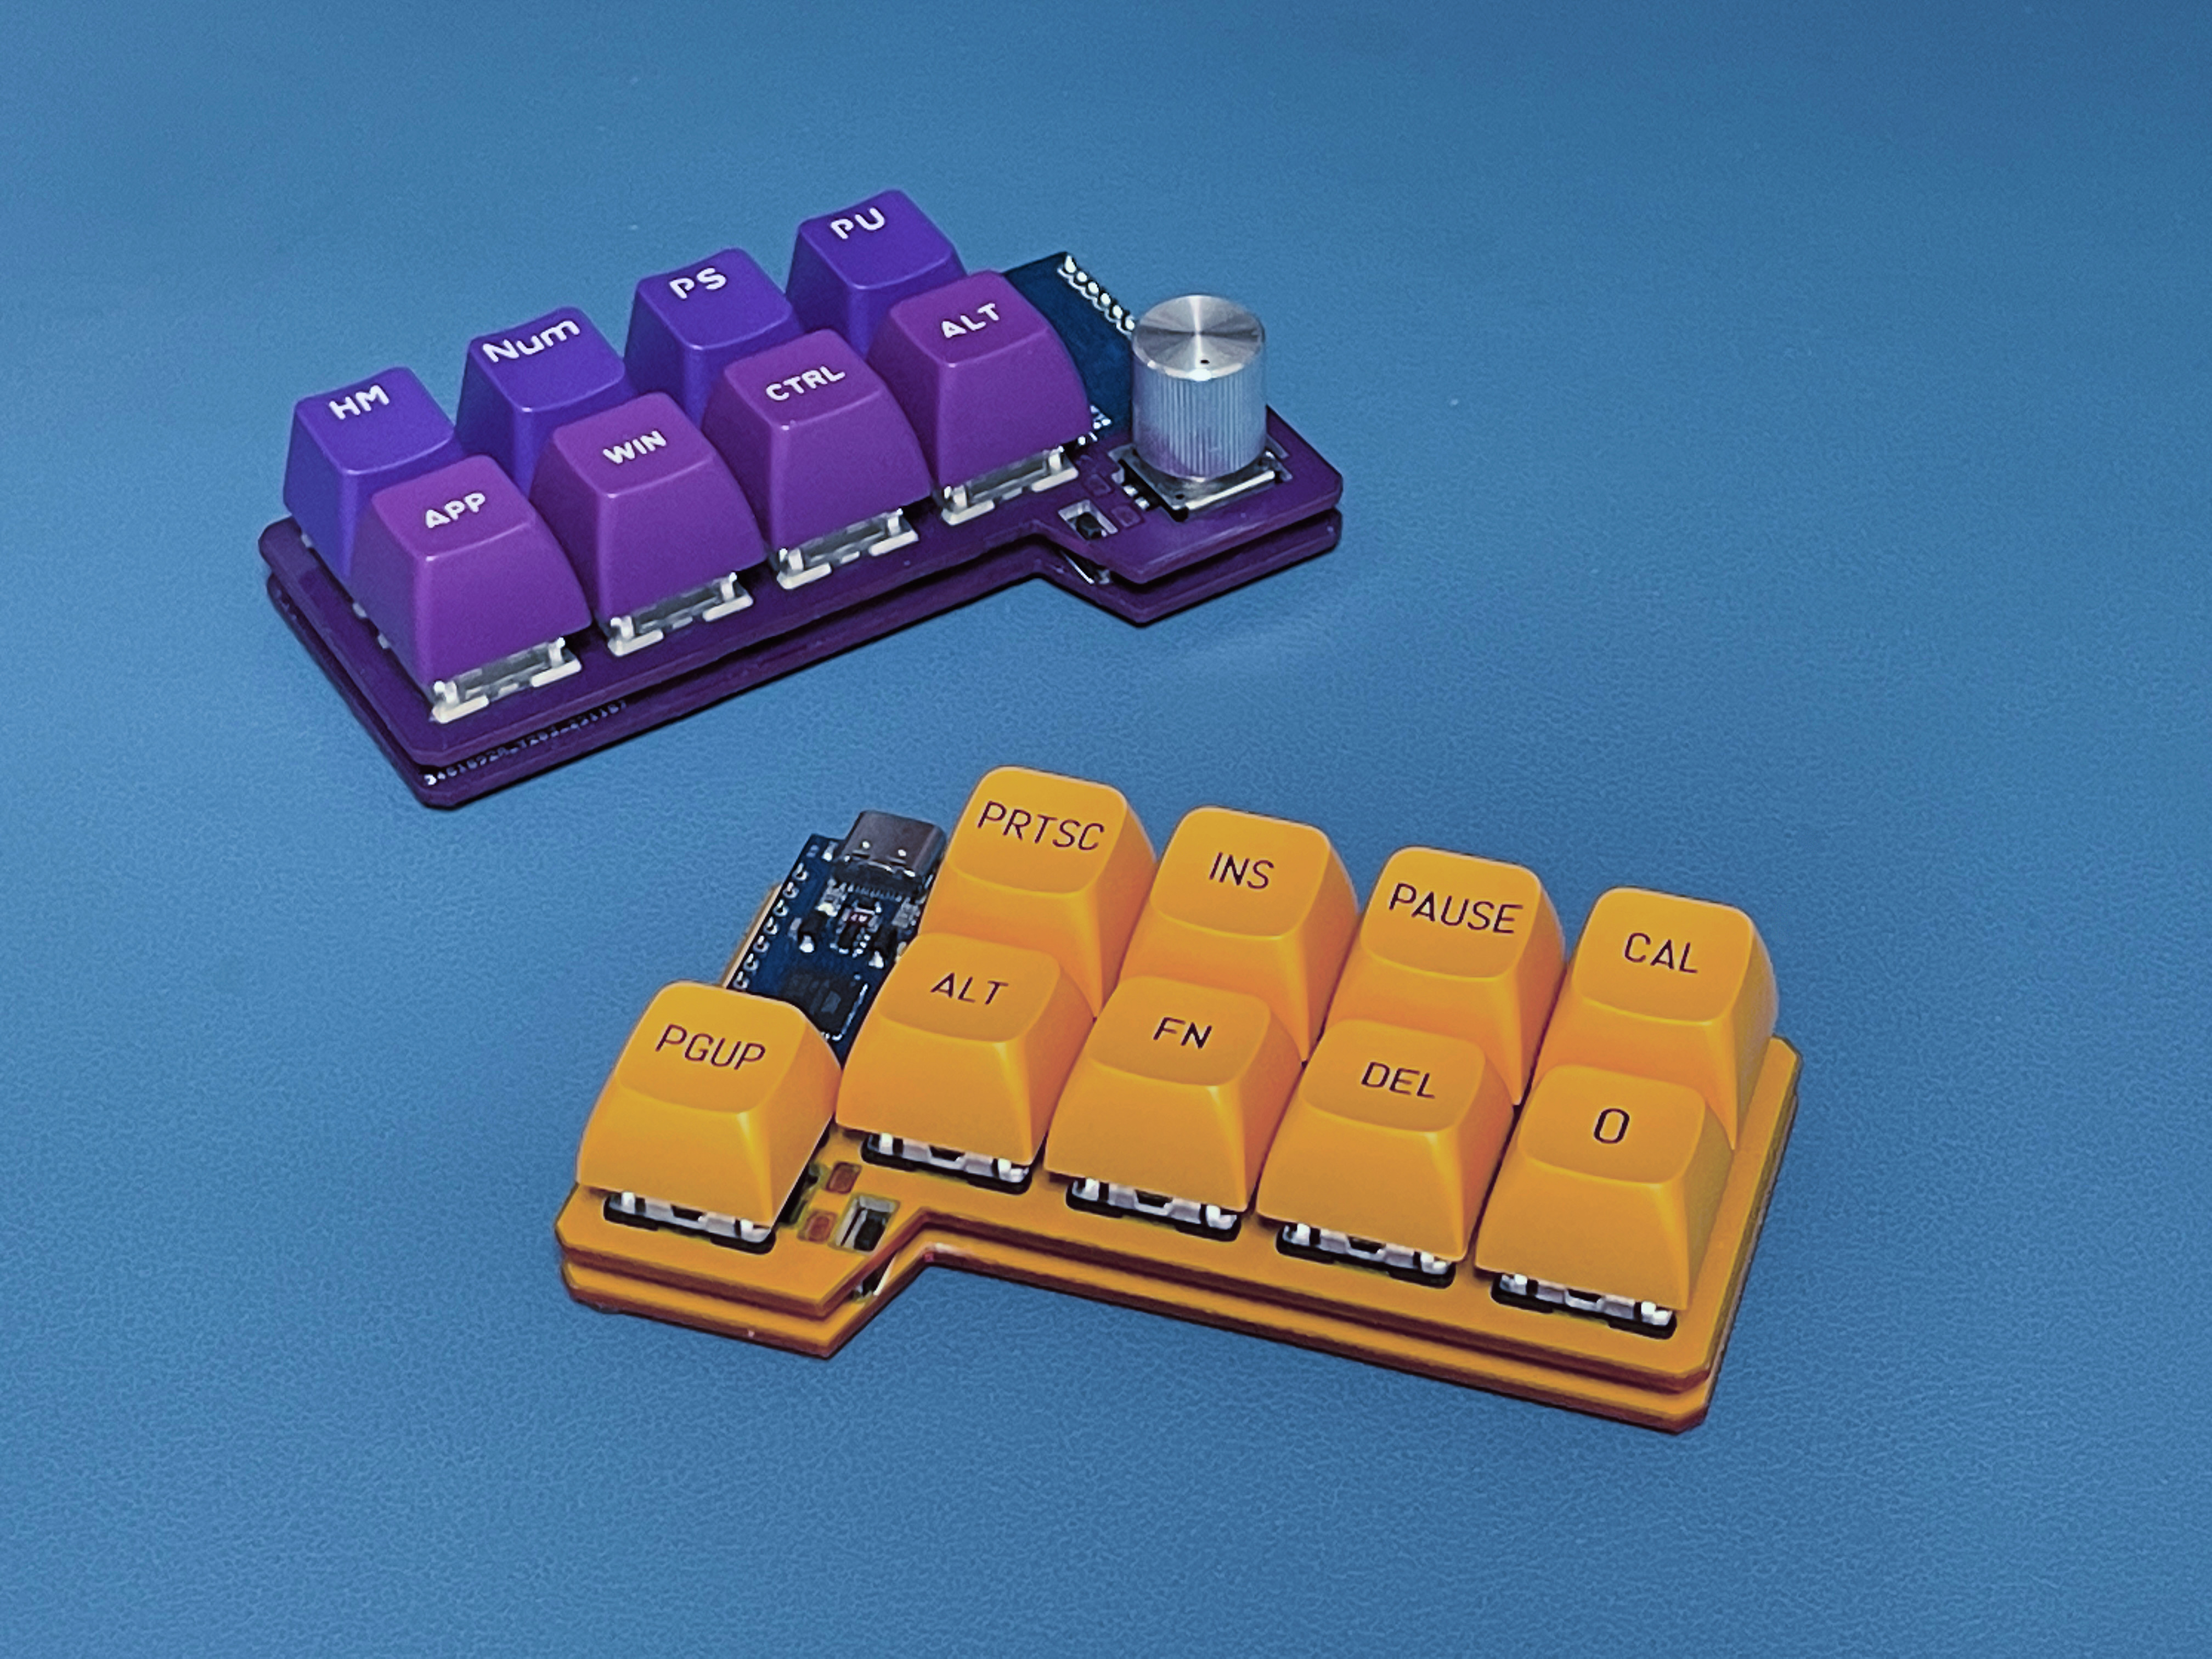 HM Num PS PU
APP WIN CTRL ALT
PRTSC INS PAUSE CAL
PGUP ALT FN DEL 0